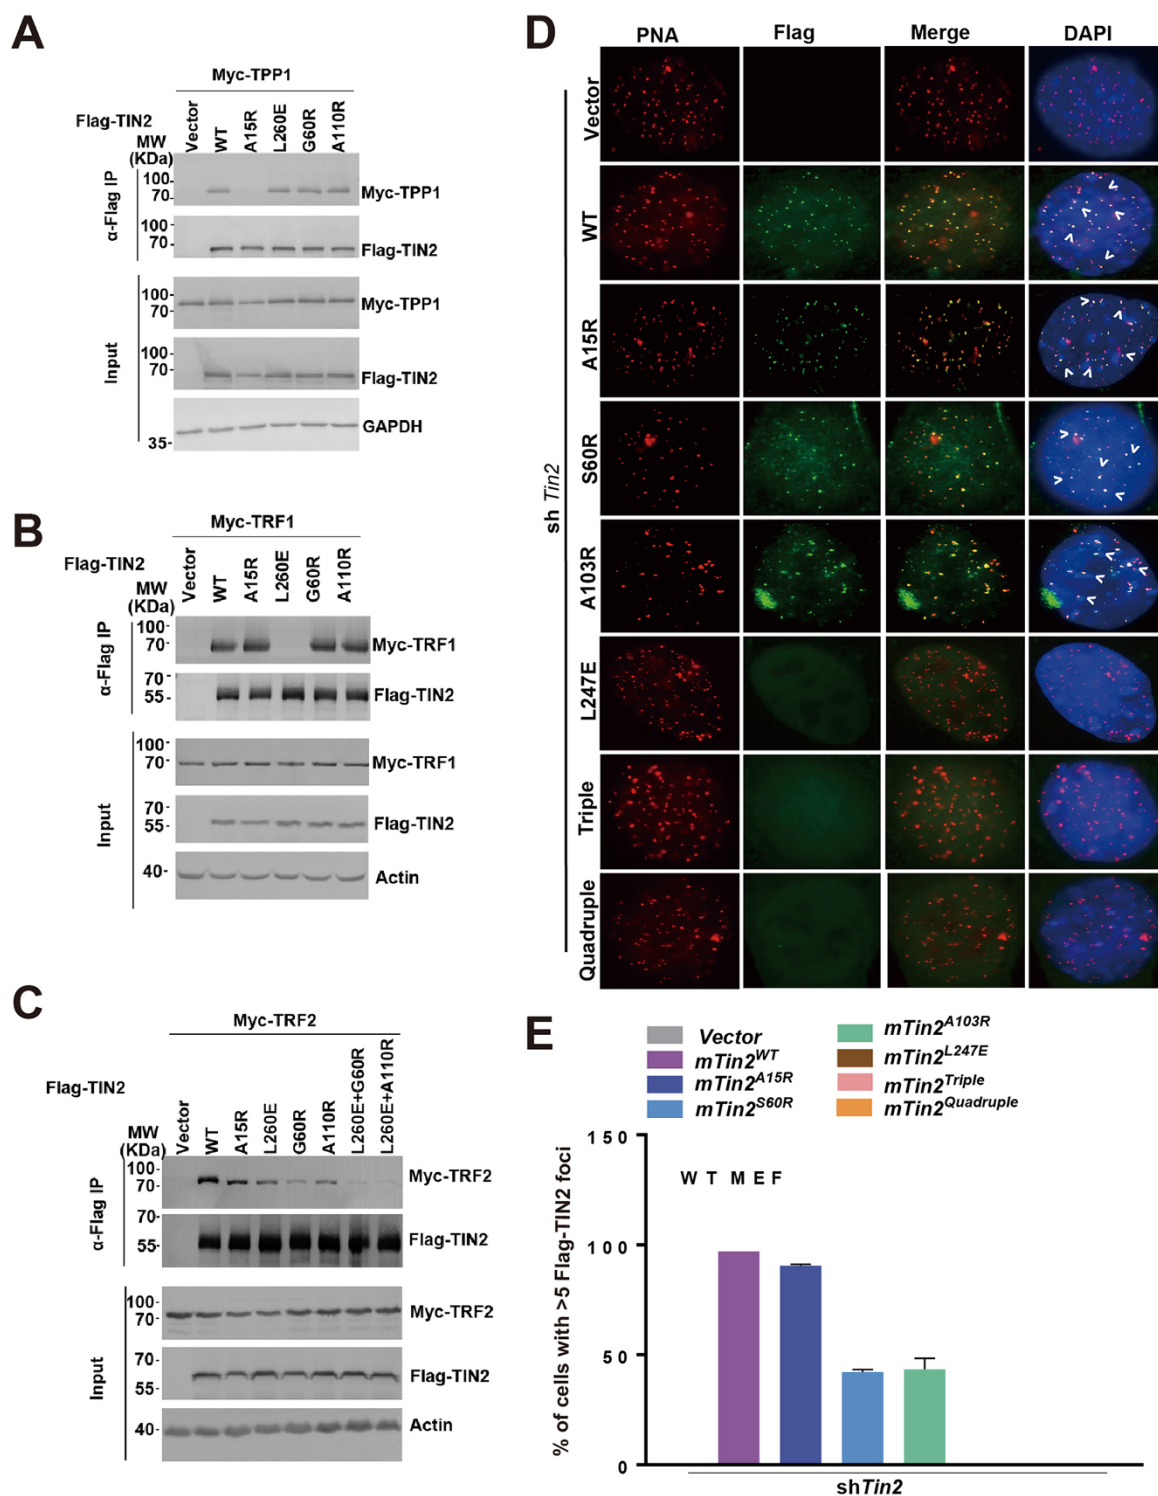 A
Myc-TPP1
Flag-TIN2
Vector
WT
A15R
L260E
G60R
A110R
MW
(KDa)
α-Flag IP
100-
70-
Myc-TPP1
100-
70-
Flag-TIN2
Input
100-
70-
Myc-TPP1
100-
70-
Flag-TIN2
GAPDH
35-
B
Myc-TRF1
Flag-TIN2
Vector
WT
A15R
L260E
G60R
A110R
MW
(KDa)
α-Flag IP
100-
70-
Myc-TRF1
70-
55-
Flag-TIN2
Input
100-
70-
Myc-TRF1
70-
55-
Flag-TIN2
40-
Actin
C
Myc-TRF2
Flag-TIN2
Vector
WT
A15R
L260E
G60R
A110R
L260E+G60R
L260E+A110R
MW
(KDa)
α-Flag IP
100-
70-
Myc-TRF2
70-
55-
Flag-TIN2
Input
100-
70-
Myc-TRF2
70-
55-
Flag-TIN2
40-
Actin
D
PNA Flag Merge DAPI
sh Tin2
Vector
WT
A15R
S60R
A103R
L247E
Triple
Quadruple
E
Vector
mTin2WT
mTin2A15R
mTin2S60R
mTin2A103R
mTin2L247E
mTin2Triple
mTin2Quadruple
% of cells with >5 Flag-TIN2 foci
150
100
50
0
WT MEF
shTin2